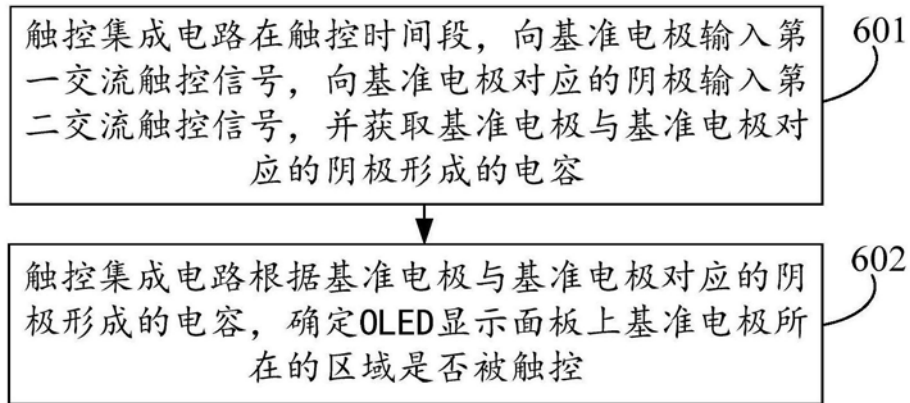 触控集成电路在触控时间段，向基准电极输入第
一交流触控信号，向基准电极对应的阴极输入第
二交流触控信号，并获取基准电极与基准电极对
应的阴极形成的电容
601
触控集成电路根据基准电极与基准电极对应的阴
极形成的电容，确定OLED显示面板上基准电极所
在的区域是否被触控
602